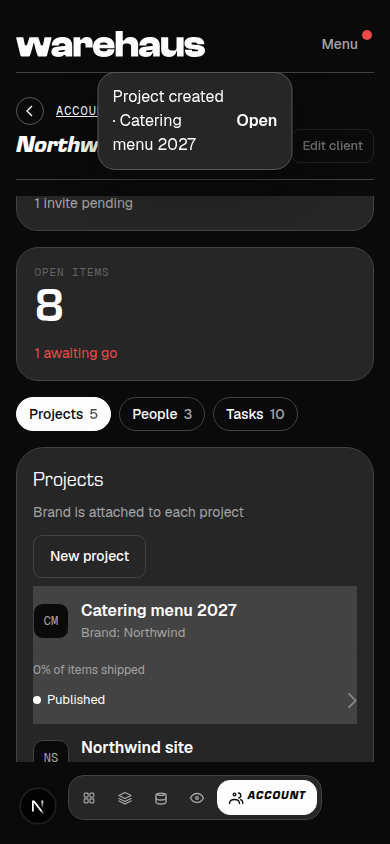 warehaus
Menu
ACCOU
Project created
· Catering
menu 2027
Open
Northw
Edit client
1 invite pending
OPEN ITEMS
8
1 awaiting go
Projects 5
People 3
Tasks 10
Projects
Brand is attached to each project
New project
CM
Catering menu 2027
Brand: Northwind
0% of items shipped
Published
NS
Northwind site
N
ACCOUNT